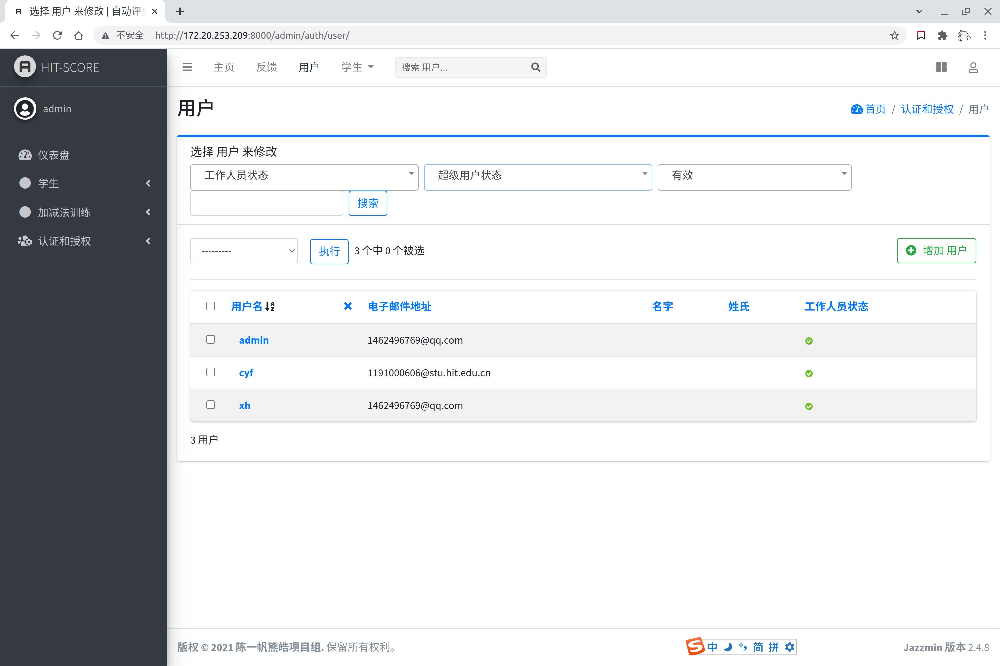 选择 用户 来修改 | 自动评
不安全 | http://172.20.253.209:8000/admin/auth/user/
HIT-SCORE
主页 反馈 用户 学生 搜索 用户...
admin
用户
首页 / 认证和授权 / 用户
仪表盘
学生
加减法训练
认证和授权
选择 用户 来修改
工作人员状态 超级用户状态 有效
搜索
--------- 执行 3 个中 0 个被选 增加 用户
用户名 电子邮件地址 名字 姓氏 工作人员状态
admin 1462496769@qq.com
cyf 1191000606@stu.hit.edu.cn
xh 1462496769@qq.com
3 用户
版权 © 2021 陈一帆熊皓项目组. 保留所有权利。
中 简 拼
Jazzmin 版本 2.4.8